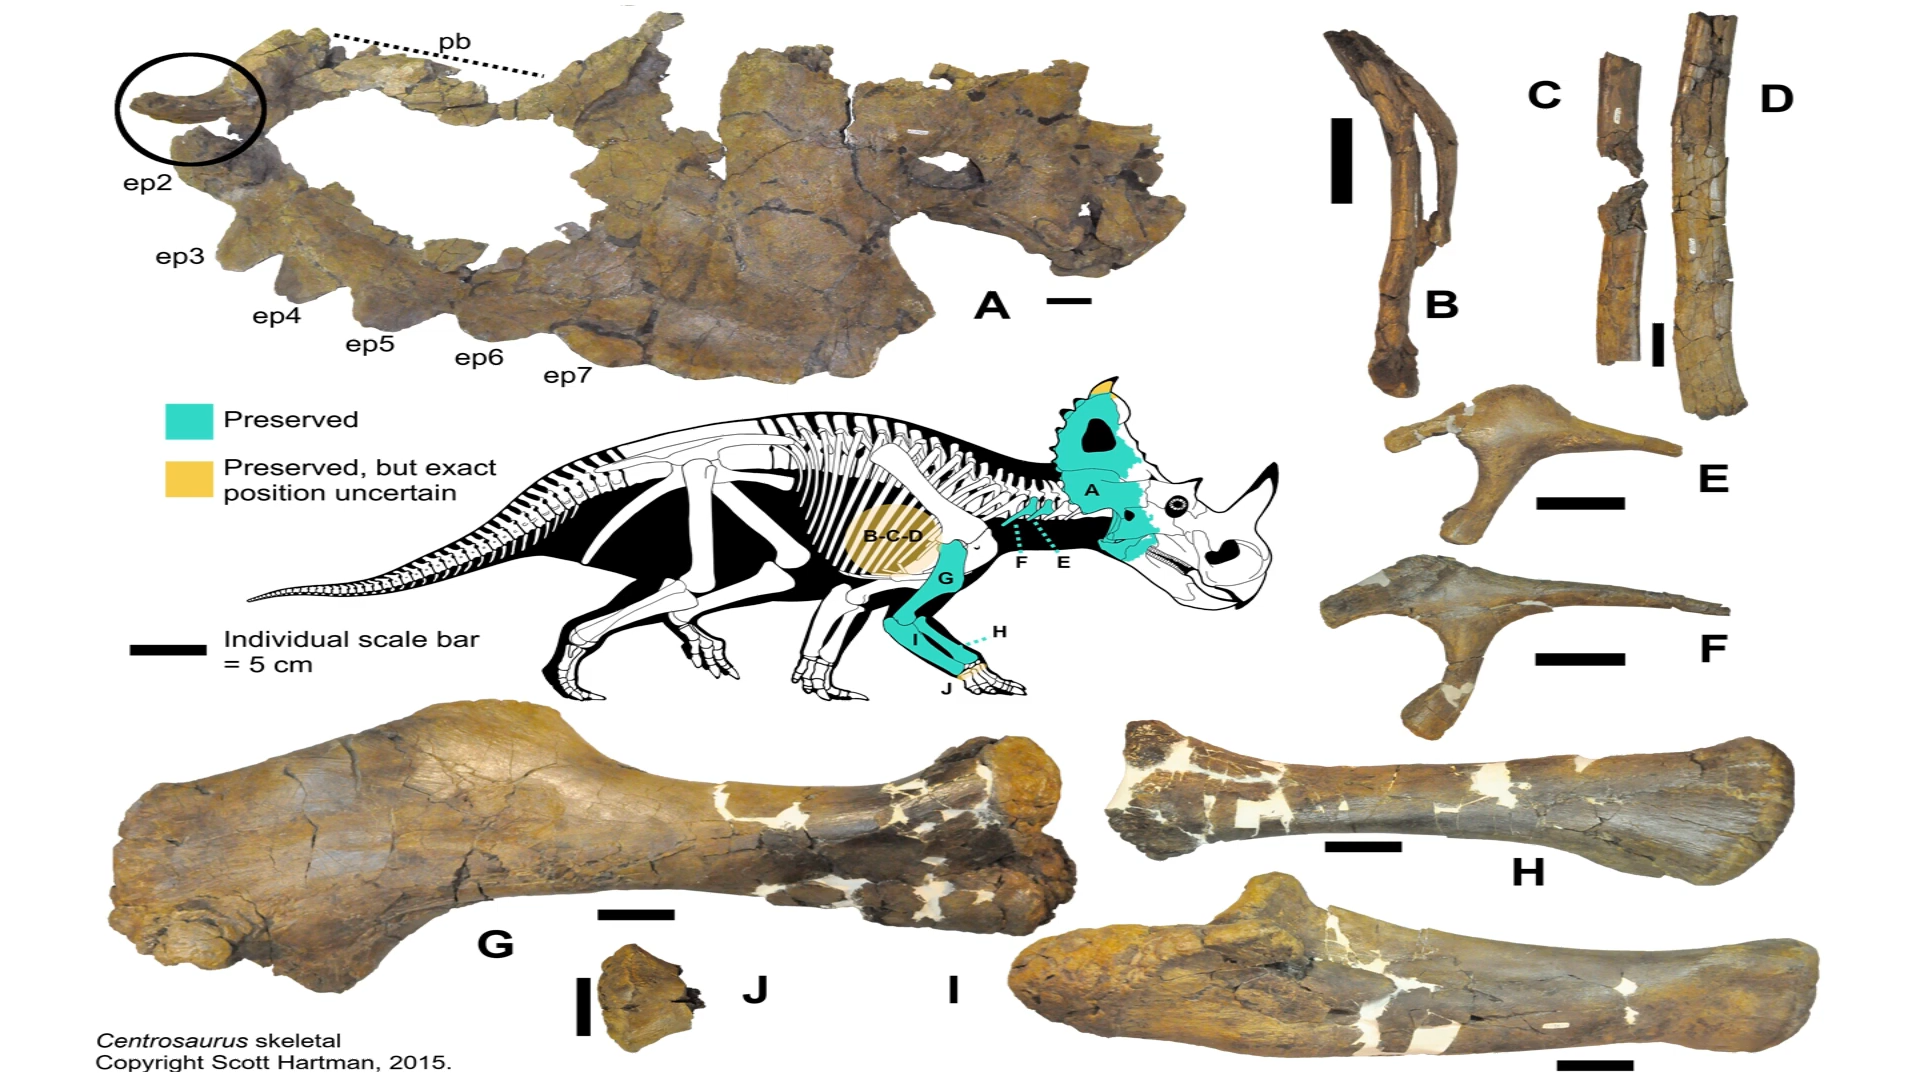 pb
ep2
ep3
ep4
ep5
ep6
ep7
A
B
C
D
E
F
Preserved
Preserved, but exact
position uncertain
A
B-C-D
F
E
G
H
I
J
Individual scale bar
= 5 cm
G
H
I
J
Centrosaurus skeletal
Copyright Scott Hartman, 2015.